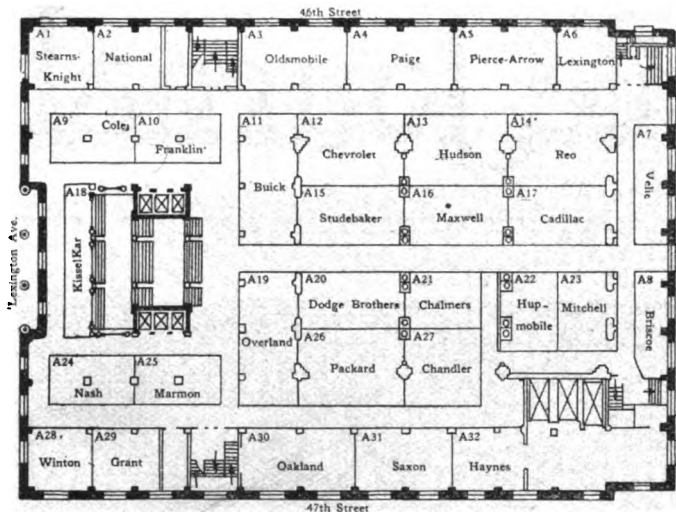 46th Street
A1
Stearns-
Knight
A2
National
A3
Oldsmobile
A4
Paige
A5
Pierce-Arrow
A6
Lexington
A7
Velie
A8
Briscoe
A9
Cole
A10
Franklin
A11
Buick
A12
Chevrolet
A13
Hudson
A14
Reo
A15
Studebaker
A16
Maxwell
A17
Cadillac
A18
KisselKar
Lexington Ave.
A19
Overland
A20
Dodge Brothers
A21
Chalmers
A22
Hup-
mobile
A23
Mitchell
A24
Nash
A25
Marmon
A26
Packard
A27
Chandler
A28
Winton
A29
Grant
A30
Oakland
A31
Saxon
A32
Haynes
47th Street